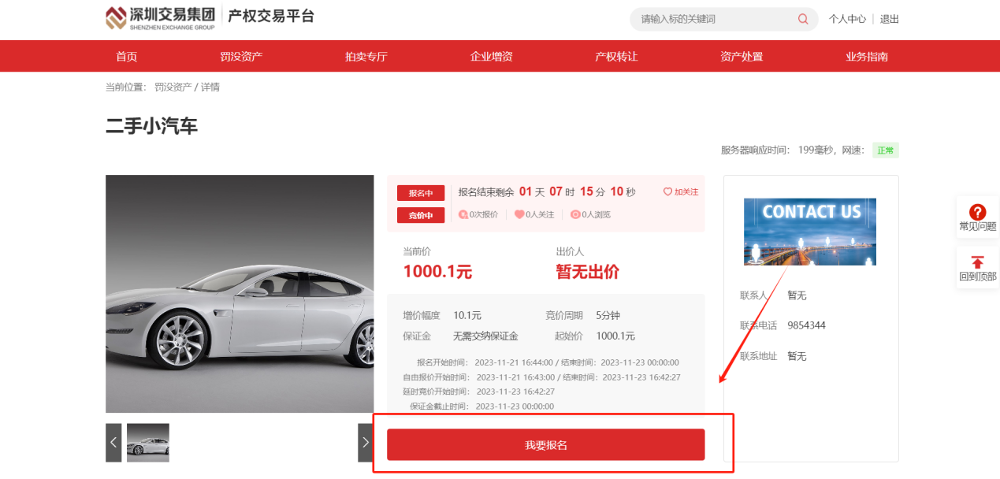 深圳交易集团 产权交易平台
SHENZHEN EXCHANGE GROUP
请输入标的关键词
个人中心 | 退出
首页 罚没资产 拍卖专厅 企业增资 产权转让 资产处置 业务指南
当前位置： 罚没资产 / 详情
二手小汽车
服务器响应时间： 199毫秒，网速： 正常
报名中 报名结束剩余 01 天 07 时 15 分 10 秒 加关注
竞价中 0次报价 0人关注 0人浏览
当前价 出价人
1000.1元 暂无出价
增价幅度 10.1元 竞价周期 5分钟
保证金 无需交纳保证金 起始价 1000.1元
报名开始时间： 2023-11-21 16:44:00 / 结束时间： 2023-11-23 00:00:00
自由报价开始时间： 2023-11-21 16:43:00 / 结束时间： 2023-11-23 16:42:27
延时竞价开始时间： 2023-11-23 16:42:27
保证金截止时间： 2023-11-23 00:00:00
我要报名
CONTACT US
联系人 暂无
联系电话 9854344
联系地址 暂无
常见问题
回到顶部